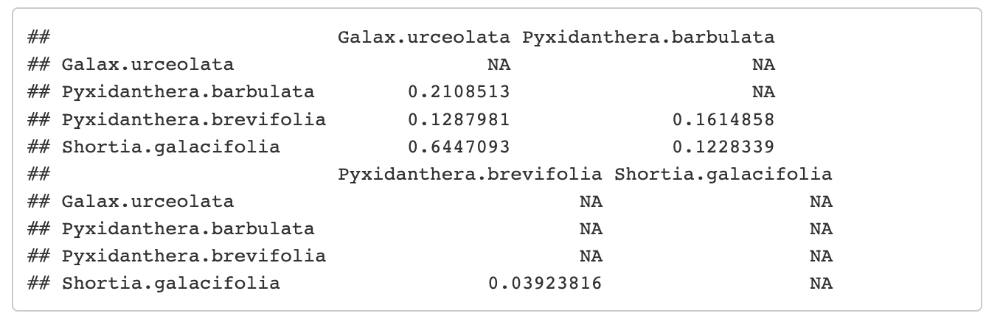 ##                           Galax.urceolata Pyxidanthera.barbulata
## Galax.urceolata                      NA                     NA
## Pyxidanthera.barbulata        0.2108513                     NA
## Pyxidanthera.brevifolia       0.1287981              0.1614858
## Shortia.galacifolia           0.6447093              0.1228339
##                           Pyxidanthera.brevifolia Shortia.galacifolia
## Galax.urceolata                              NA                  NA
## Pyxidanthera.barbulata                       NA                  NA
## Pyxidanthera.brevifolia                      NA                  NA
## Shortia.galacifolia                  0.03923816                  NA